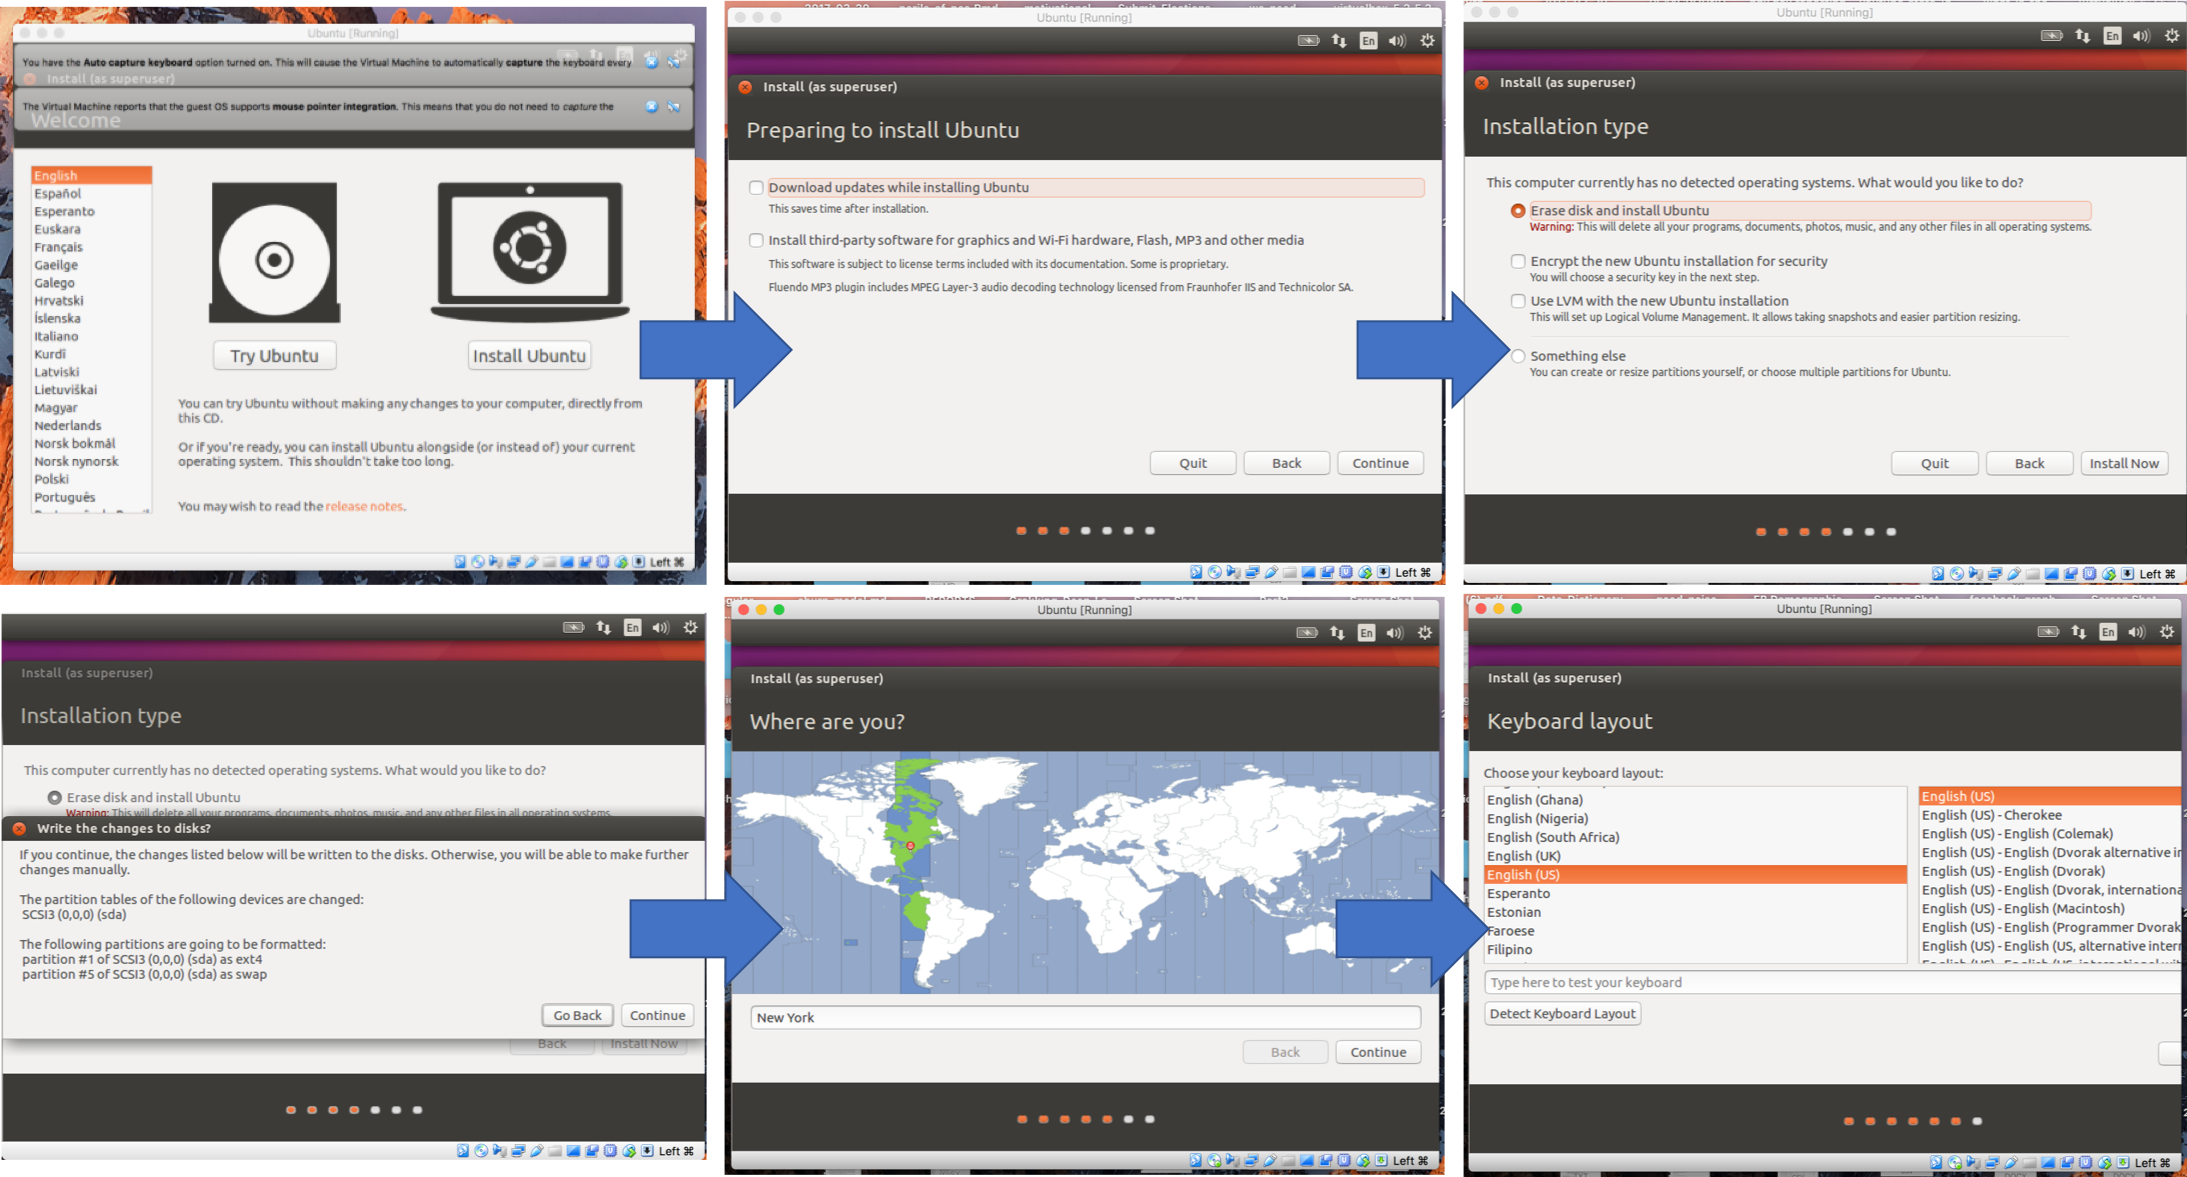 Ubuntu [Running]
You have the Auto capture keyboard option turned on. This will cause the Virtual Machine to automatically capture the keyboard every
Install (as superuser)
The Virtual Machine reports that the guest OS supports mouse pointer integration. This means that you do not need to capture the
Welcome
English
Español
Esperanto
Euskara
Français
Gaeilge
Galego
Hrvatski
Íslenska
Italiano
Kurdî
Latviski
Lietuviškai
Magyar
Nederlands
Norsk bokmål
Norsk nynorsk
Polski
Português
Try Ubuntu
Install Ubuntu
You can try Ubuntu without making any changes to your computer, directly from
this CD.
Or if you're ready, you can install Ubuntu alongside (or instead of) your current
operating system. This shouldn't take too long.
You may wish to read the release notes.
Left ⌘
Ubuntu [Running]
En
Install (as superuser)
Preparing to install Ubuntu
Download updates while installing Ubuntu
This saves time after installation.
Install third-party software for graphics and Wi-Fi hardware, Flash, MP3 and other media
This software is subject to license terms included with its documentation. Some is proprietary.
Fluendo MP3 plugin includes MPEG Layer-3 audio decoding technology licensed from Fraunhofer IIS and Technicolor SA.
Quit
Back
Continue
Left ⌘
Ubuntu [Running]
En
Install (as superuser)
Installation type
This computer currently has no detected operating systems. What would you like to do?
Erase disk and install Ubuntu
Warning: This will delete all your programs, documents, photos, music, and any other files in all operating systems.
Encrypt the new Ubuntu installation for security
You will choose a security key in the next step.
Use LVM with the new Ubuntu installation
This will set up Logical Volume Management. It allows taking snapshots and easier partition resizing.
Something else
You can create or resize partitions yourself, or choose multiple partitions for Ubuntu.
Quit
Back
Install Now
Left ⌘
En
Install (as superuser)
Installation type
This computer currently has no detected operating systems. What would you like to do?
Erase disk and install Ubuntu
Warning: This will delete all your programs, documents, photos, music, and any other files in all operating systems.
Write the changes to disks?
If you continue, the changes listed below will be written to the disks. Otherwise, you will be able to make further
changes manually.
The partition tables of the following devices are changed:
SCSI3 (0,0,0) (sda)
The following partitions are going to be formatted:
partition #1 of SCSI3 (0,0,0) (sda) as ext4
partition #5 of SCSI3 (0,0,0) (sda) as swap
Go Back
Continue
Back
Install Now
Left ⌘
Ubuntu [Running]
En
Install (as superuser)
Where are you?
New York
Back
Continue
Left ⌘
Ubuntu [Running]
En
Install (as superuser)
Keyboard layout
Choose your keyboard layout:
English (Ghana)
English (Nigeria)
English (South Africa)
English (UK)
English (US)
Esperanto
Estonian
Faroese
Filipino
English (US)
English (US) - Cherokee
English (US) - English (Colemak)
English (US) - English (Dvorak alternative in
English (US) - English (Dvorak)
English (US) - English (Dvorak, internationa
English (US) - English (Macintosh)
English (US) - English (Programmer Dvorak
English (US) - English (US, alternative intern
Type here to test your keyboard
Detect Keyboard Layout
Left ⌘